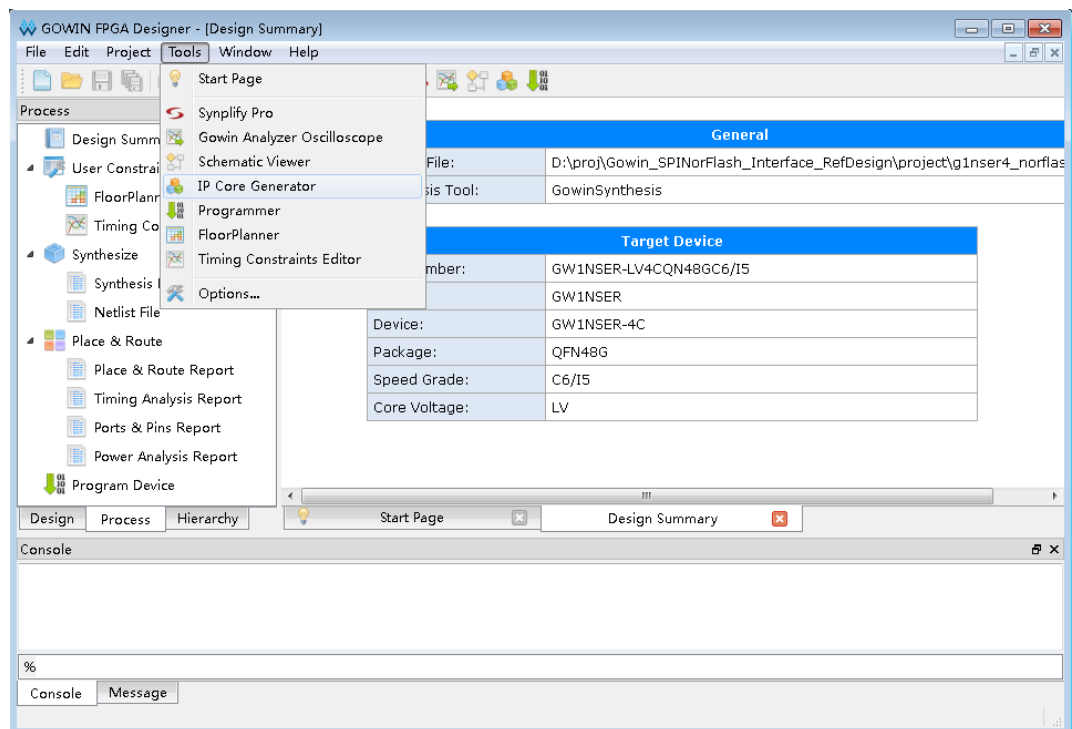 GOWIN FPGA Designer - [Design Summary]
File Edit Project Tools Window Help
Start Page
Synplify Pro
Gowin Analyzer Oscilloscope
Schematic Viewer
IP Core Generator
Programmer
FloorPlanner
Timing Constraints Editor
Options...
Process
Design Summ
User Constrai
FloorPlann
Timing Co
Synthesize
Synthesis
Netlist File
Place & Route
Place & Route Report
Timing Analysis Report
Ports & Pins Report
Power Analysis Report
Program Device
Design Process Hierarchy
General
File: D:\proj\Gowin_SPINorFlash_Interface_RefDesign\project\g1nser4_norflas
sis Tool: GowinSynthesis
Target Device
mber: GW1NSER-LV4CQN48GC6/I5
GW1NSER
Device: GW1NSER-4C
Package: QFN48G
Speed Grade: C6/I5
Core Voltage: LV
Start Page Design Summary
Console
%
Console Message